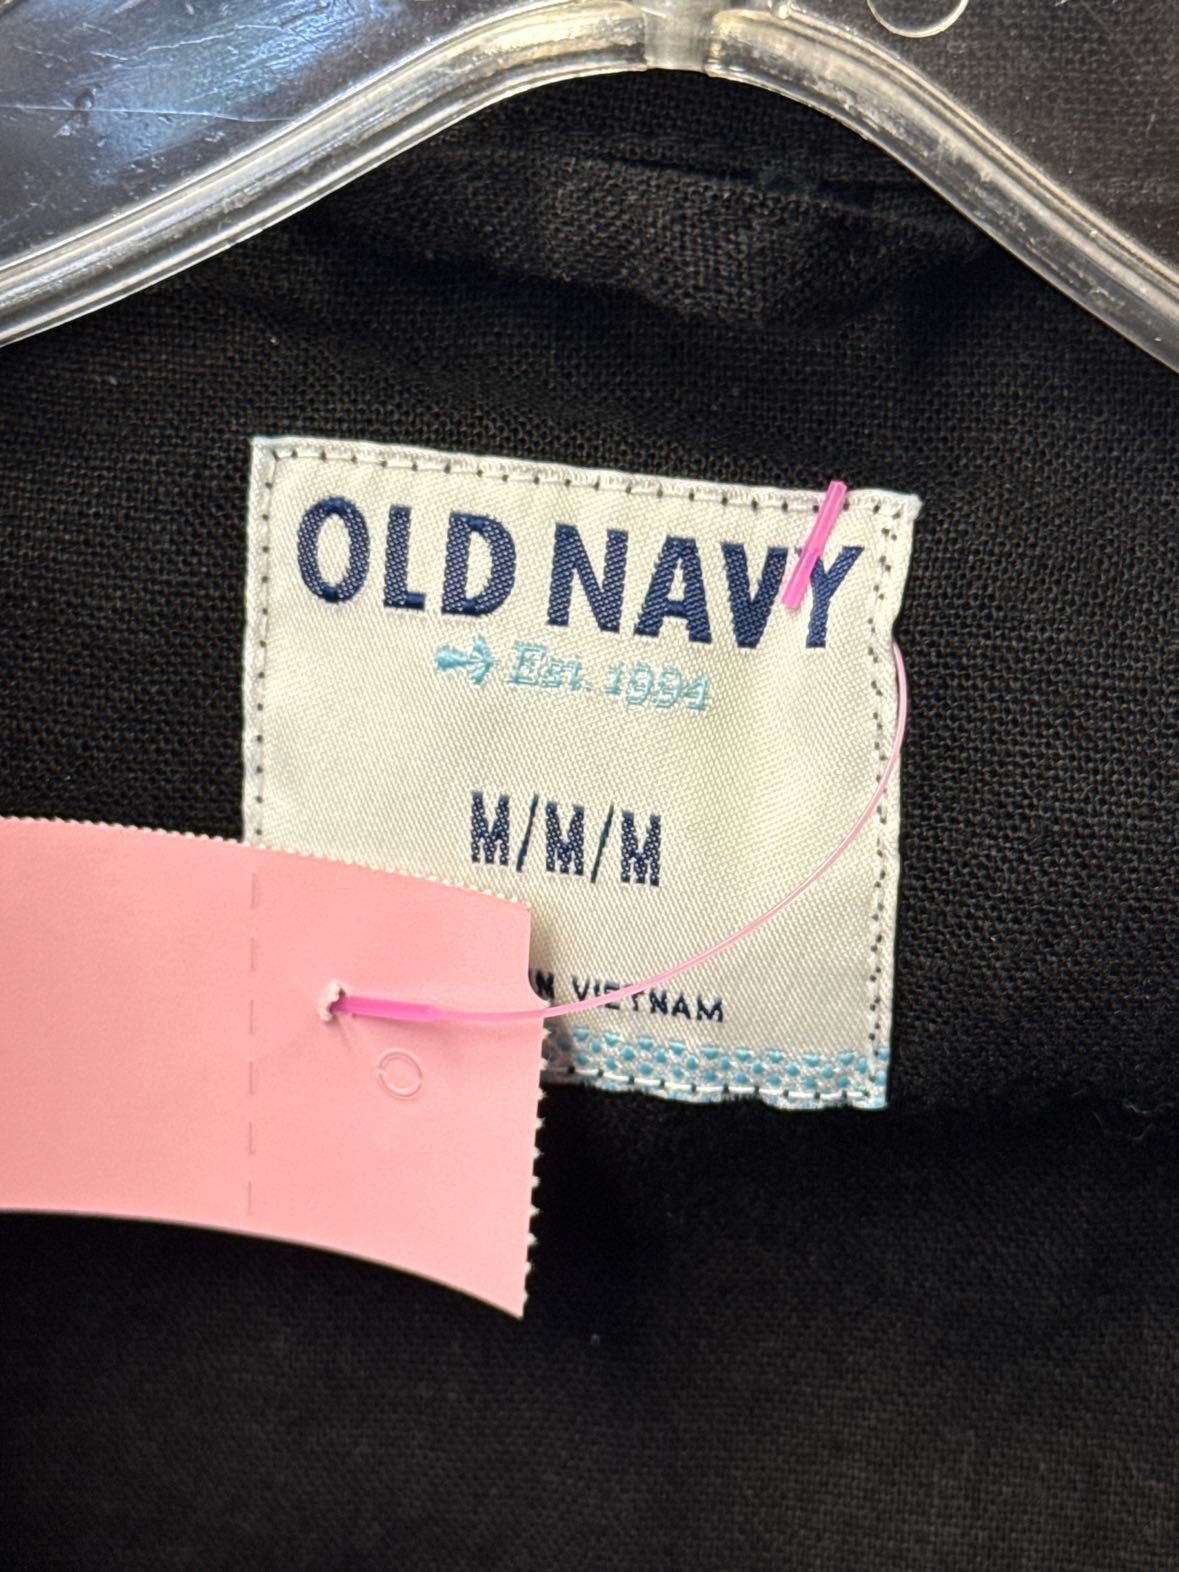 OLD NAVY
Est. 1994
M/M/M
VIETNAM